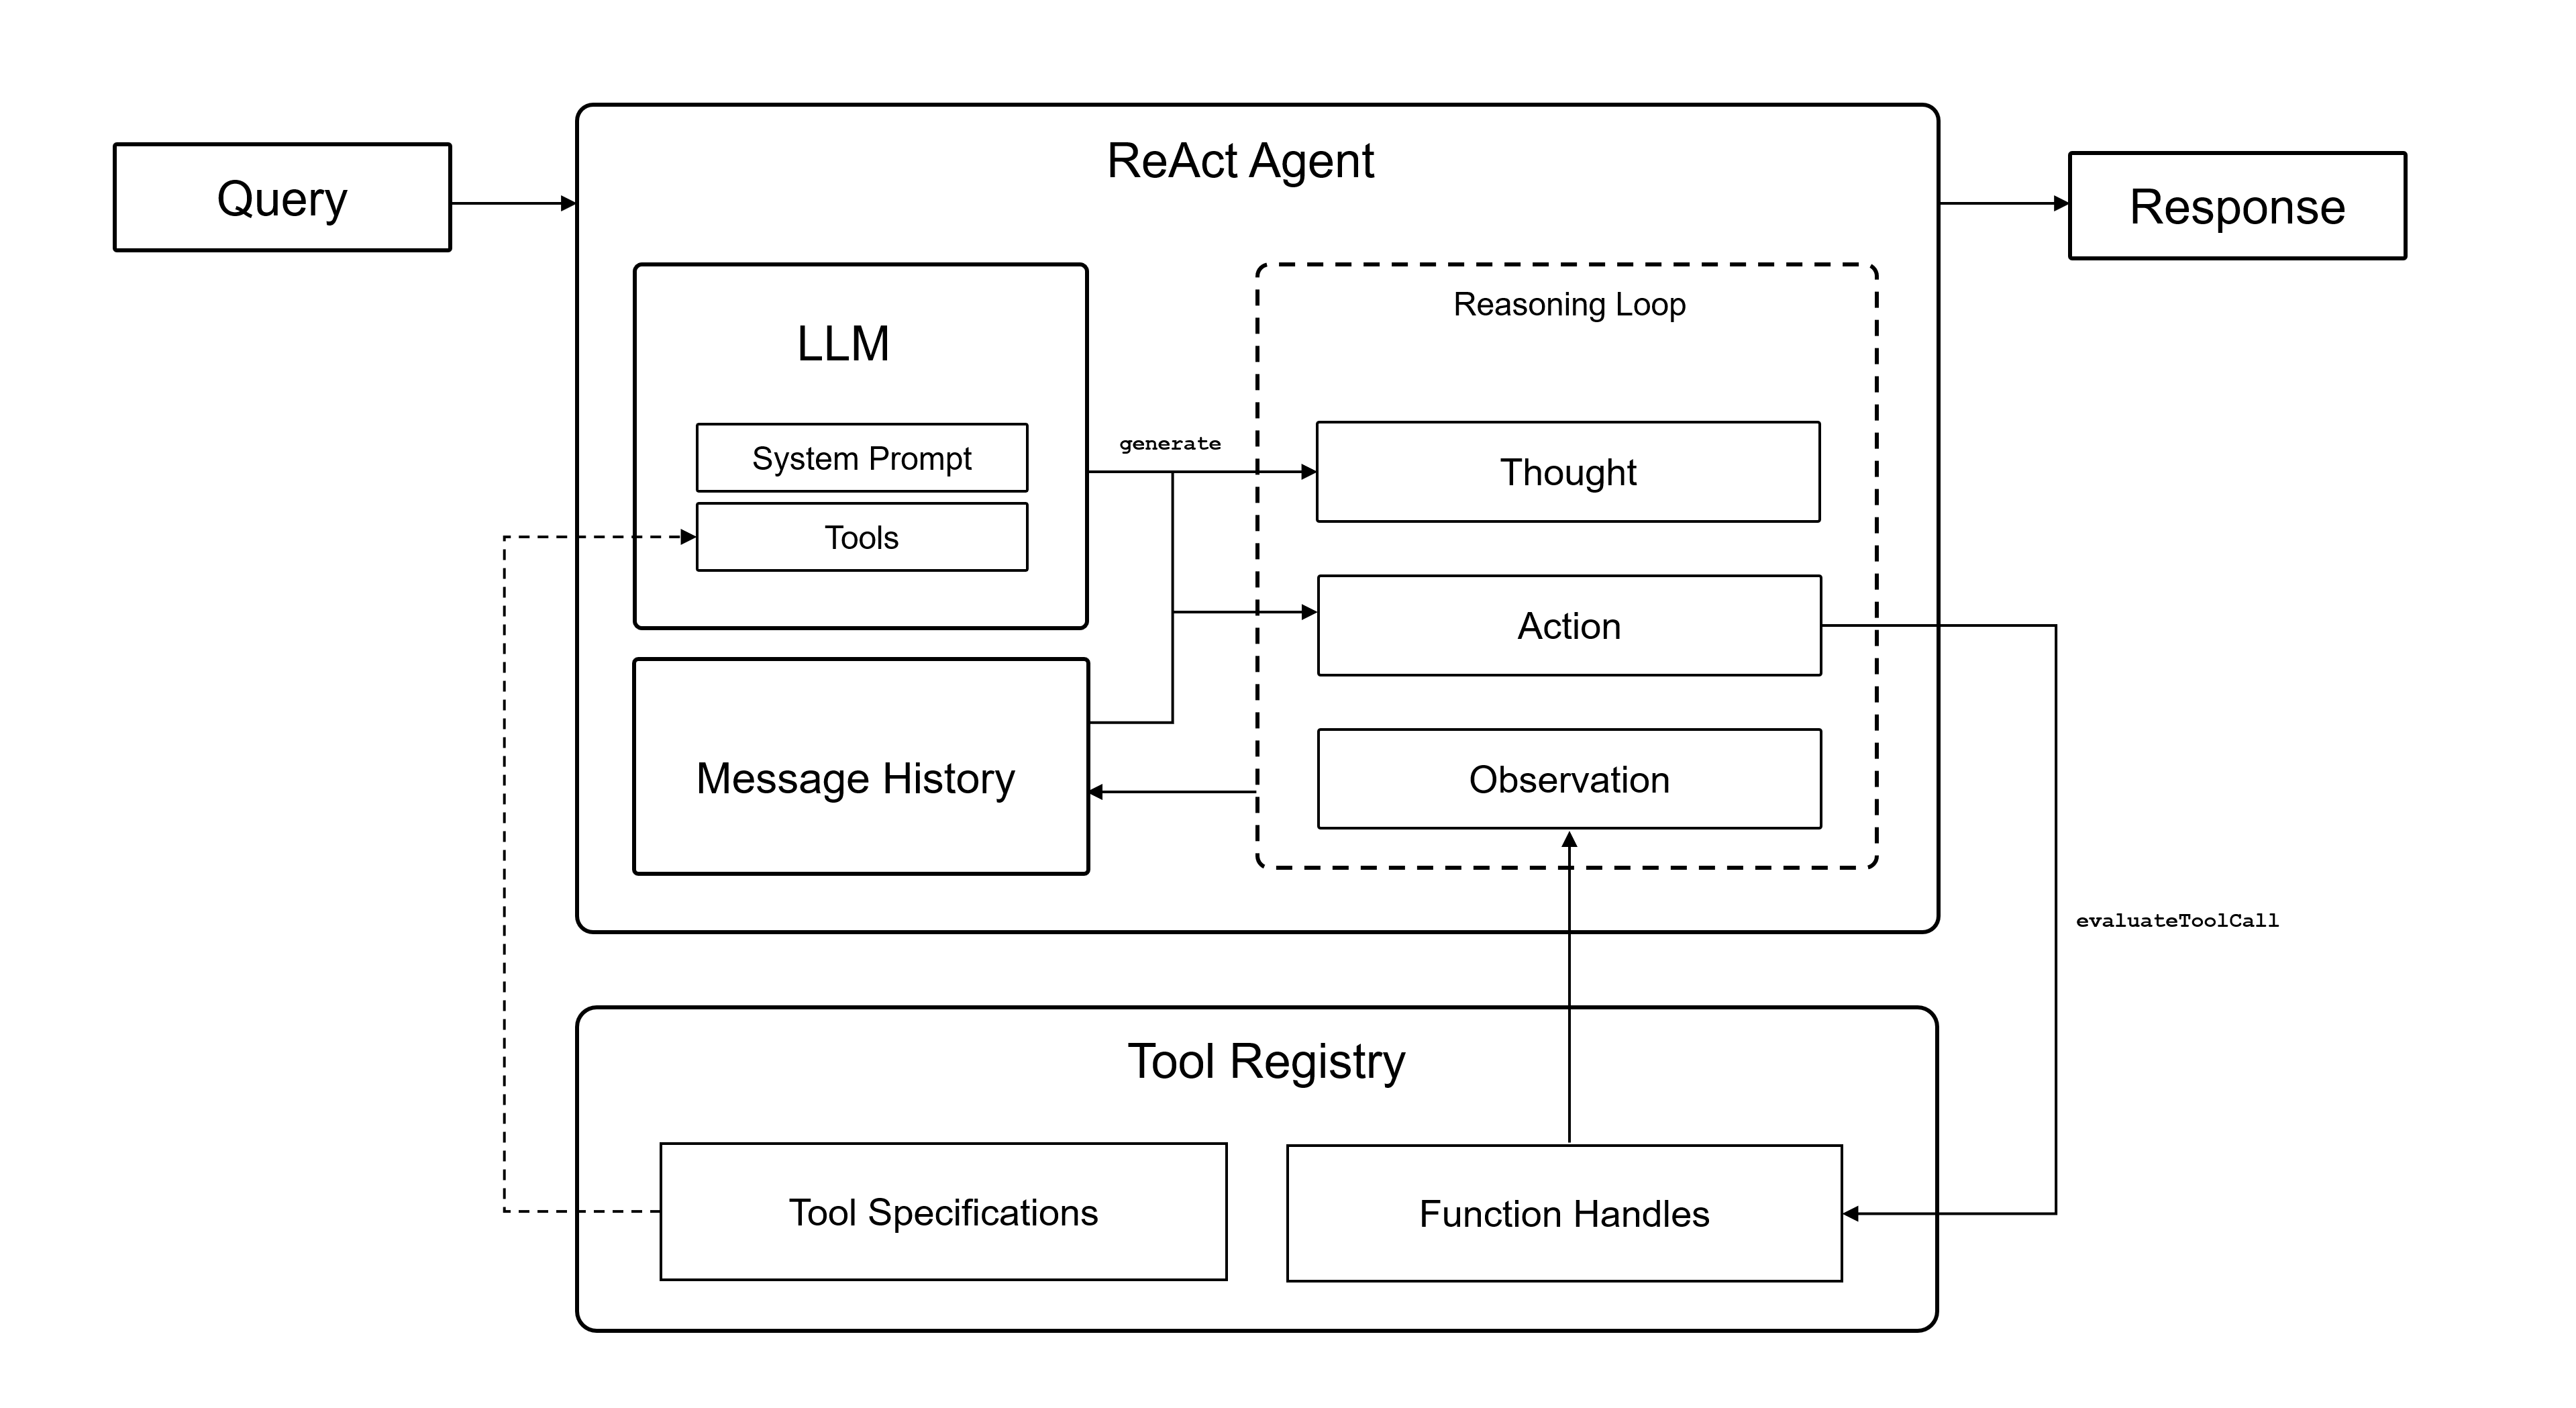 ReAct Agent
Query
Response
Reasoning Loop
LLM
generate
System Prompt
Thought
Tools
Action
Message History
Observation
evaluateToolCall
Tool Registry
Tool Specifications
Function Handles